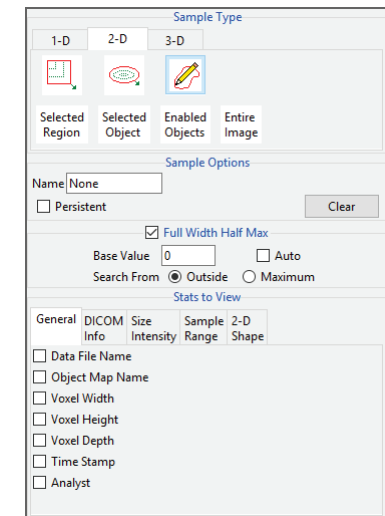 Sample Type
1-D 2-D 3-D
Selected Selected Enabled Entire
Region Object Objects Image
Sample Options
Name None
Persistent Clear
Full Width Half Max
Base Value 0 Auto
Search From Outside Maximum
Stats to View
General DICOM Size Sample 2-D
Info Intensity Range Shape
Data File Name
Object Map Name
Voxel Width
Voxel Height
Voxel Depth
Time Stamp
Analyst